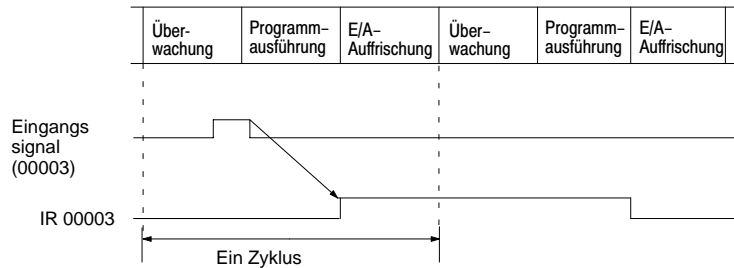 Über-
wachung
Programm-
ausführung
E/A-
Auffrischung
Über-
wachung
Programm-
ausführung
E/A-
Auffrischung
Eingangs
signal
(00003)
IR 00003
Ein Zyklus